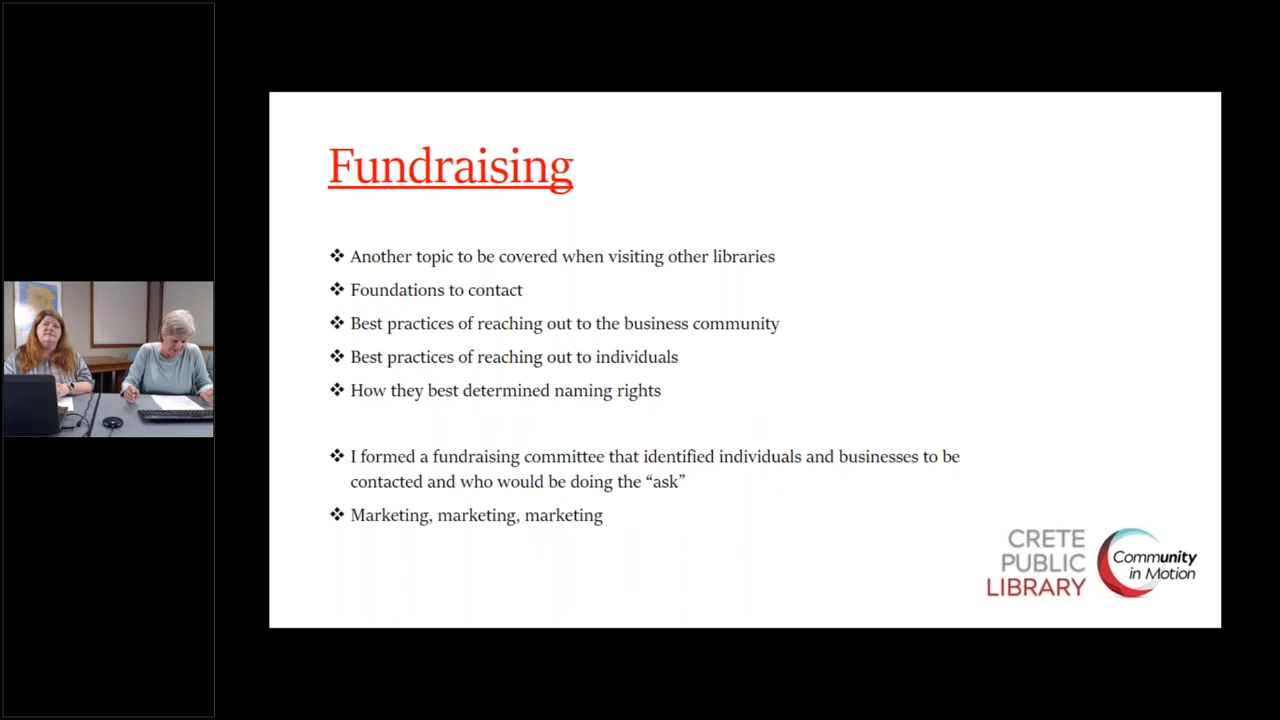 Fundraising
❖ Another topic to be covered when visiting other libraries
❖ Foundations to contact
❖ Best practices of reaching out to the business community
❖ Best practices of reaching out to individuals
❖ How they best determined naming rights
❖ I formed a fundraising committee that identified individuals and businesses to be
contacted and who would be doing the “ask”
❖ Marketing, marketing, marketing
CRETE
PUBLIC
LIBRARY
Community
in Motion